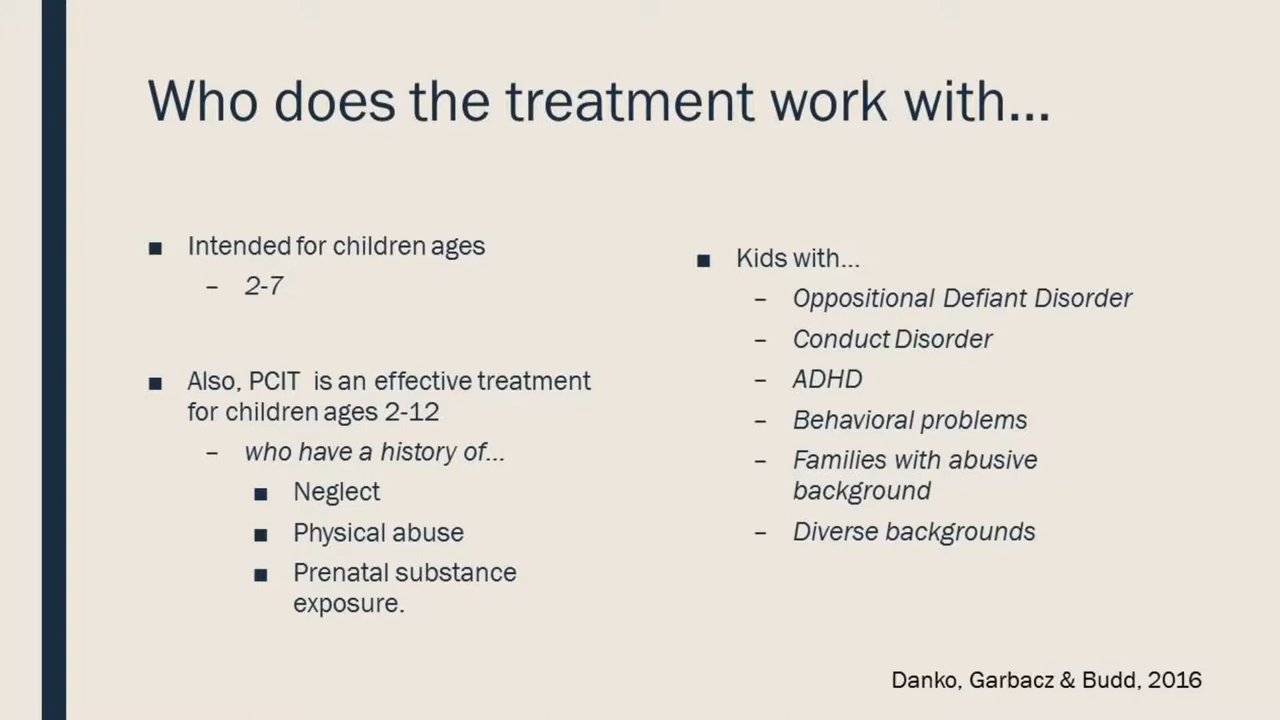 Who does the treatment work with...
■ Intended for children ages
– 2-7
■ Also, PCIT is an effective treatment
for children ages 2-12
– who have a history of...
■ Neglect
■ Physical abuse
■ Prenatal substance
exposure.
■ Kids with...
– Oppositional Defiant Disorder
– Conduct Disorder
– ADHD
– Behavioral problems
– Families with abusive
background
– Diverse backgrounds
Danko, Garbacz & Budd, 2016